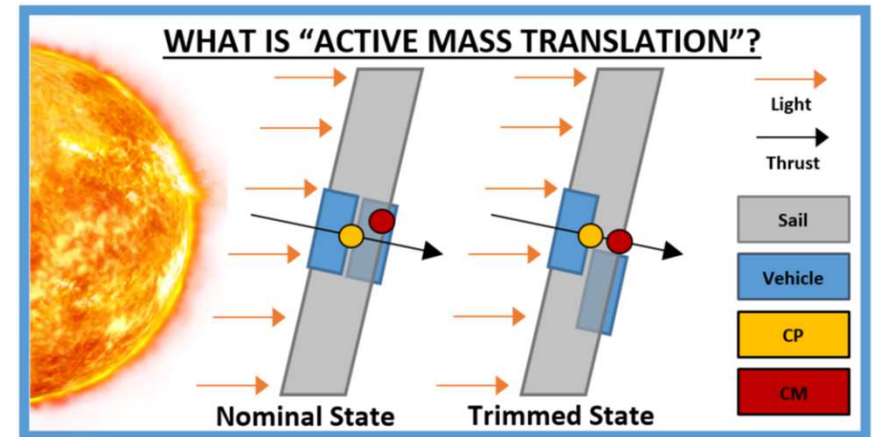 WHAT IS “ACTIVE MASS TRANSLATION”?
Light
Thrust
Sail
Vehicle
CP
CM
Nominal State
Trimmed State